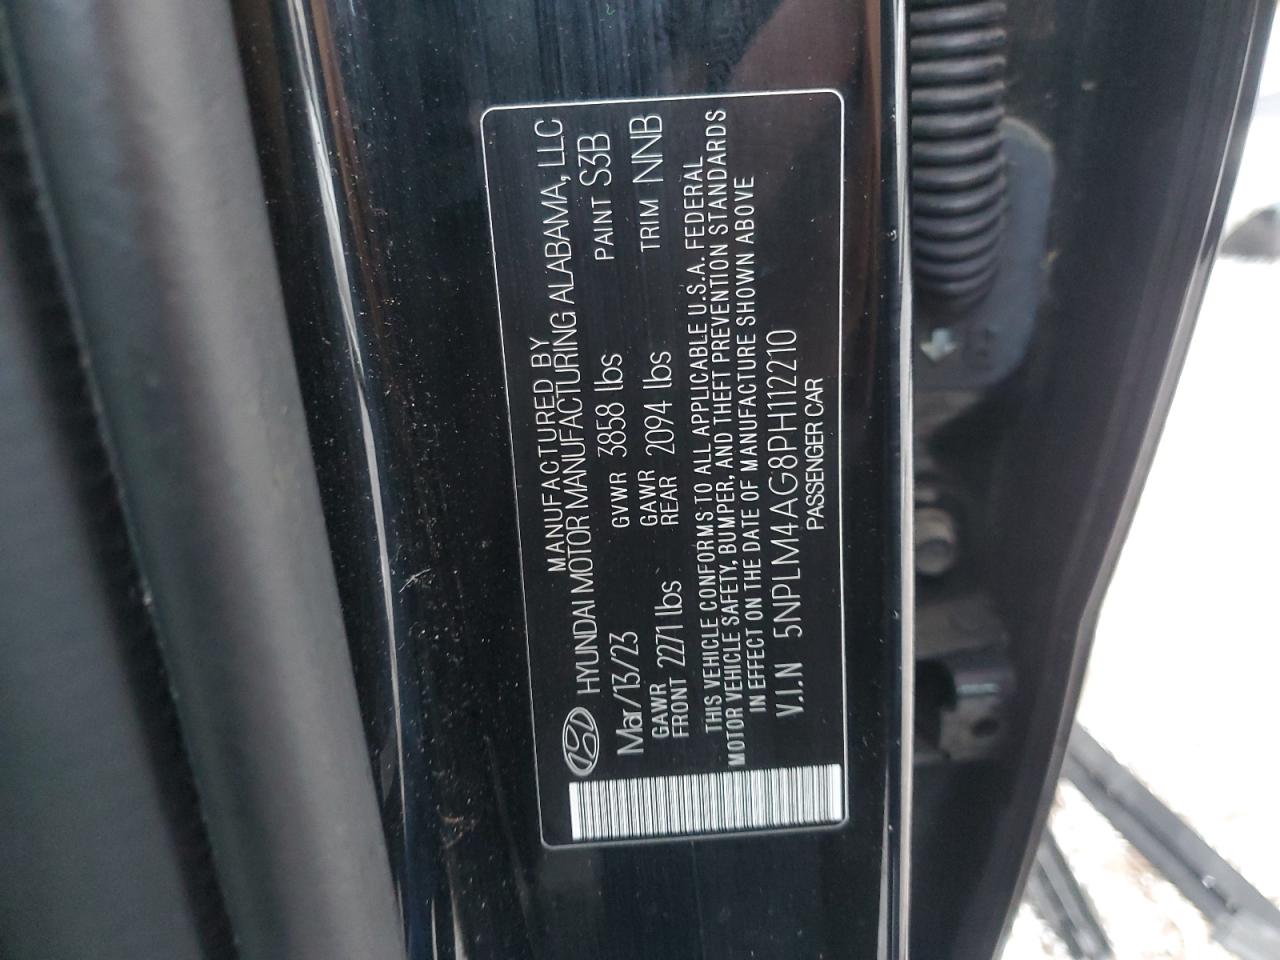 MANUFACTURED BY
HYUNDAI MOTOR MANUFACTURING ALABAMA, LLC
Mar/13/23 GVWR 3858 lbs PAINT S3B
GAWR FRONT 2271 lbs GAWR REAR 2094 lbs TRIM NNB
THIS VEHICLE CONFORMS TO ALL APPLICABLE U.S.A. FEDERAL
MOTOR VEHICLE SAFETY, BUMPER, AND THEFT PREVENTION STANDARDS
IN EFFECT ON THE DATE OF MANUFACTURE SHOWN ABOVE
V.I.N 5NPLM4AG8PH112210
PASSENGER CAR